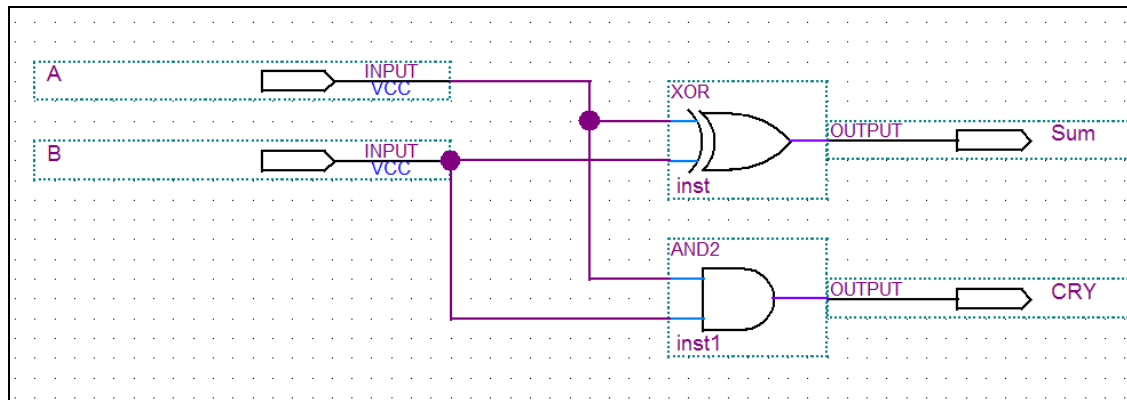 A
INPUT
VCC
B
INPUT
VCC
XOR
inst
OUTPUT
Sum
AND2
inst1
OUTPUT
CRY